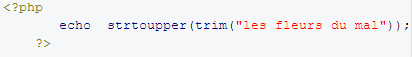 <?php
echo strtoupper(trim("les fleurs du mal"));
?>